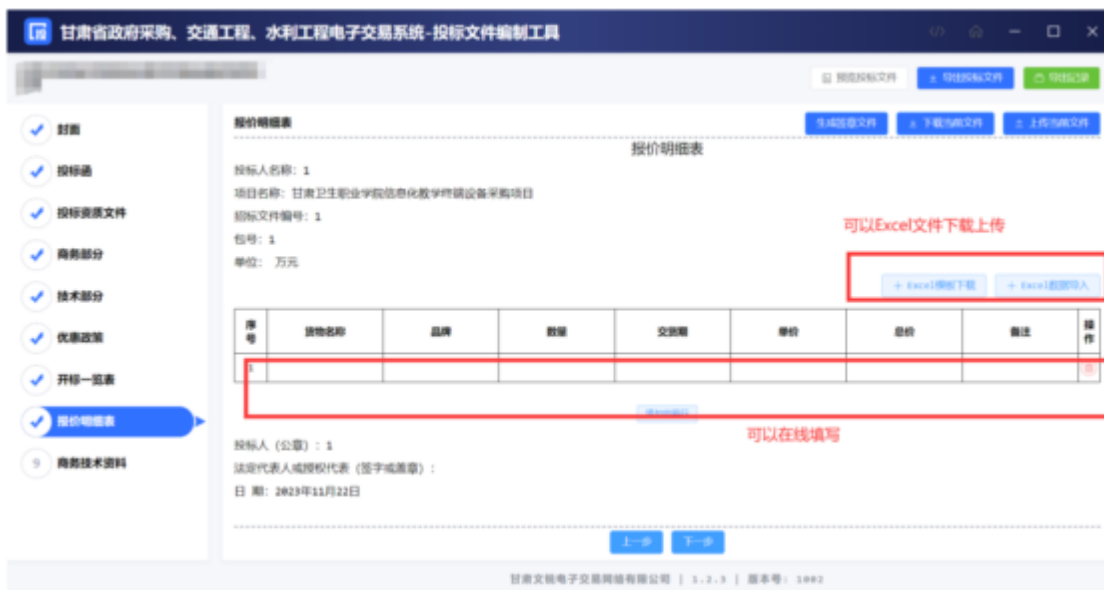 甘肃省政府采购、交通工程、水利工程电子交易系统-投标文件编制工具
预览投标文件
导出投标文件
导出记录
封面
投标函
投标资质文件
商务部分
技术部分
优惠政策
开标一览表
报价明细表
9 商务技术资料
报价明细表
生成签章文件
下载当前文件
上传当前文件
报价明细表
投标人名称: 1
项目名称: 甘肃卫生职业学院信息化教学终端设备采购项目
招标文件编号: 1
包号: 1
单位: 万元
可以Excel文件下载上传
+ Excel模板下载
+ Excel数据导入
序号 货物名称 品牌 数量 交货期 单价 总价 备注 操作
1
可以在线填写
投标人 (公章) : 1
法定代表人或授权代表 (签字或盖章) :
日 期: 2023年11月22日
上一步
下一步
甘肃文锐电子交易网络有限公司 | 1.2.3 | 版本号: 1002